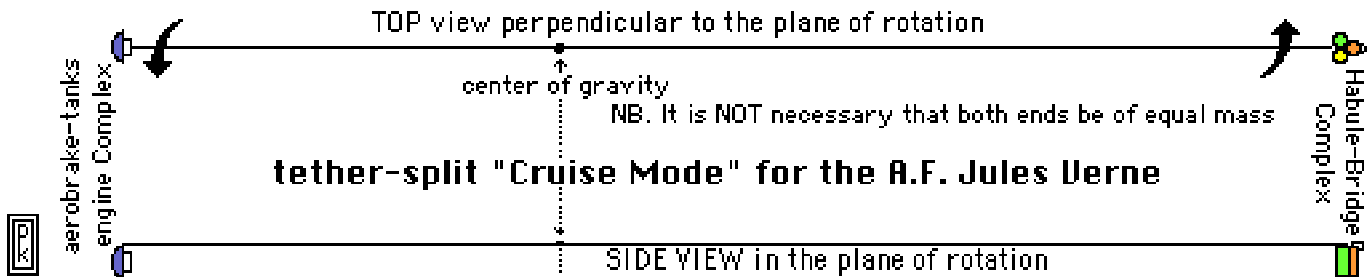 TOP view perpendicular to the plane of rotation
aerobrake-tanks
engine Complex
center of gravity
NB. It is NOT necessary that both ends be of equal mass
Habule-Bridge
Complex
tether-split "Cruise Mode" for the A.F. Jules Verne
PK
SIDE VIEW in the plane of rotation